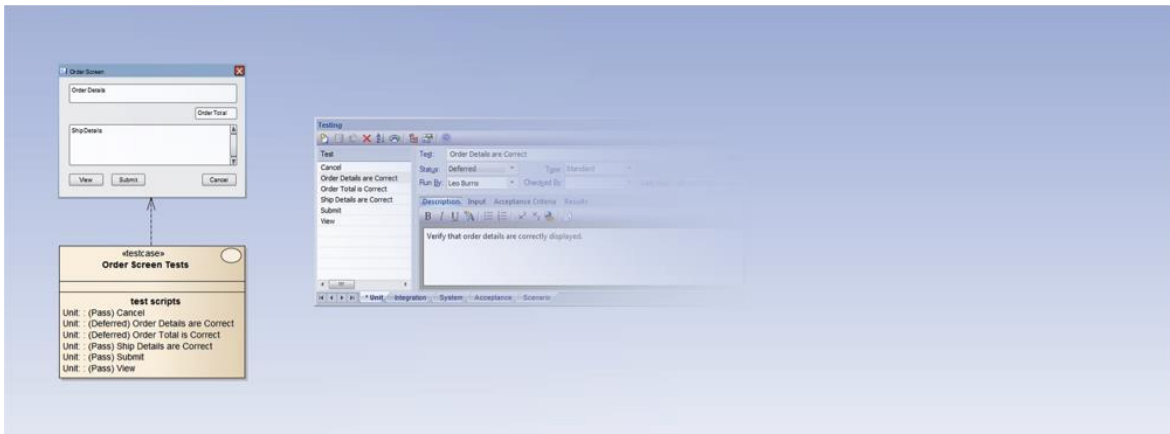 Order Screen
Order Details
Order Total
ShipDetails
View Submit Cancel
«testcase»
Order Screen Tests
test scripts
Unit: : (Pass) Cancel
Unit: : (Deferred) Order Details are Correct
Unit: : (Deferred) Order Total is Correct
Unit: : (Pass) Ship Details are Correct
Unit: : (Pass) Submit
Unit: : (Pass) View
Testing
Test
Cancel
Order Details are Correct
Order Total is Correct
Ship Details are Correct
Submit
View
Test: Order Details are Correct
Status: Deferred Type: Standard
Run By: Leo Burns Checked By:
Description Input Acceptance Criteria Results
B I U A
Verify that order details are correctly displayed.
* Unit Integration System Acceptance Scenario